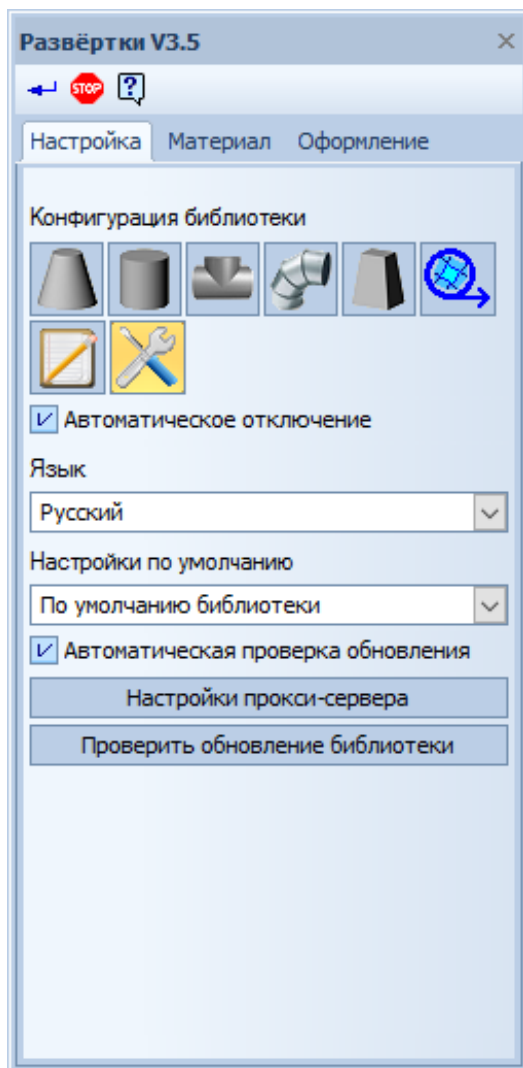 Развёртки V3.5
STOP
?
Настройка Материал Оформление
Конфигурация библиотеки
Автоматическое отключение
Язык
Русский
Настройки по умолчанию
По умолчанию библиотеки
Автоматическая проверка обновления
Настройки прокси-сервера
Проверить обновление библиотеки